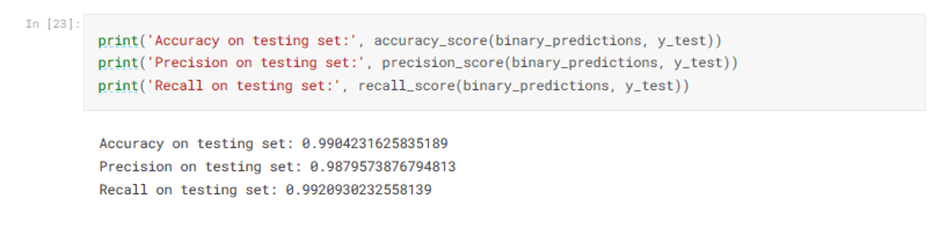 In [23]:
print('Accuracy on testing set:', accuracy_score(binary_predictions, y_test))
print('Precision on testing set:', precision_score(binary_predictions, y_test))
print('Recall on testing set:', recall_score(binary_predictions, y_test))
Accuracy on testing set: 0.9904231625835189
Precision on testing set: 0.9879573876794813
Recall on testing set: 0.9920930232558139